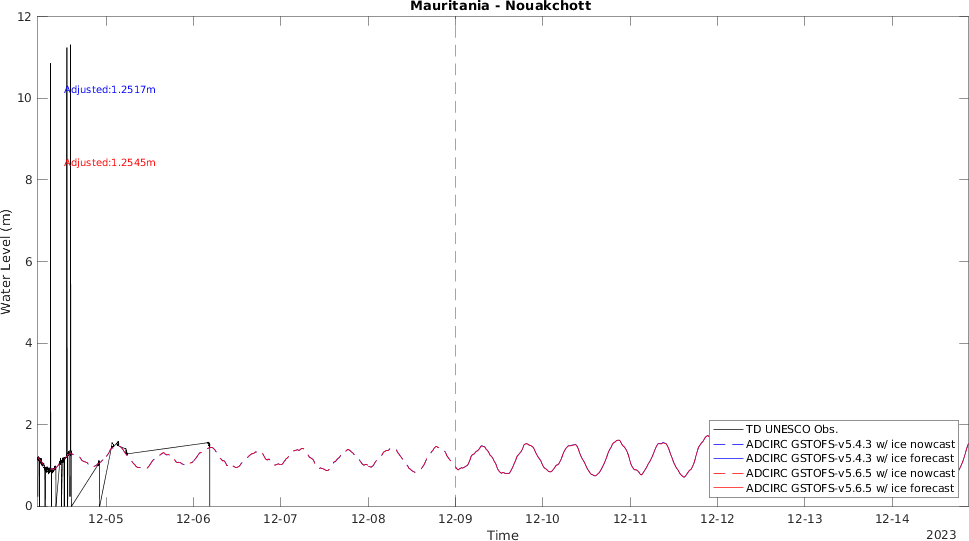 Mauritania - Nouakchott
12
10
8
6
4
2
0
Water Level (m)
Adjusted:1.2517m
Adjusted:1.2545m
TD UNESCO Obs.
ADCIRC GSTOFS-v5.4.3 w/ ice nowcast
ADCIRC GSTOFS-v5.4.3 w/ ice forecast
ADCIRC GSTOFS-v5.6.5 w/ ice nowcast
ADCIRC GSTOFS-v5.6.5 w/ ice forecast
12-05 12-06 12-07 12-08 12-09 12-10 12-11 12-12 12-13 12-14
Time
2023